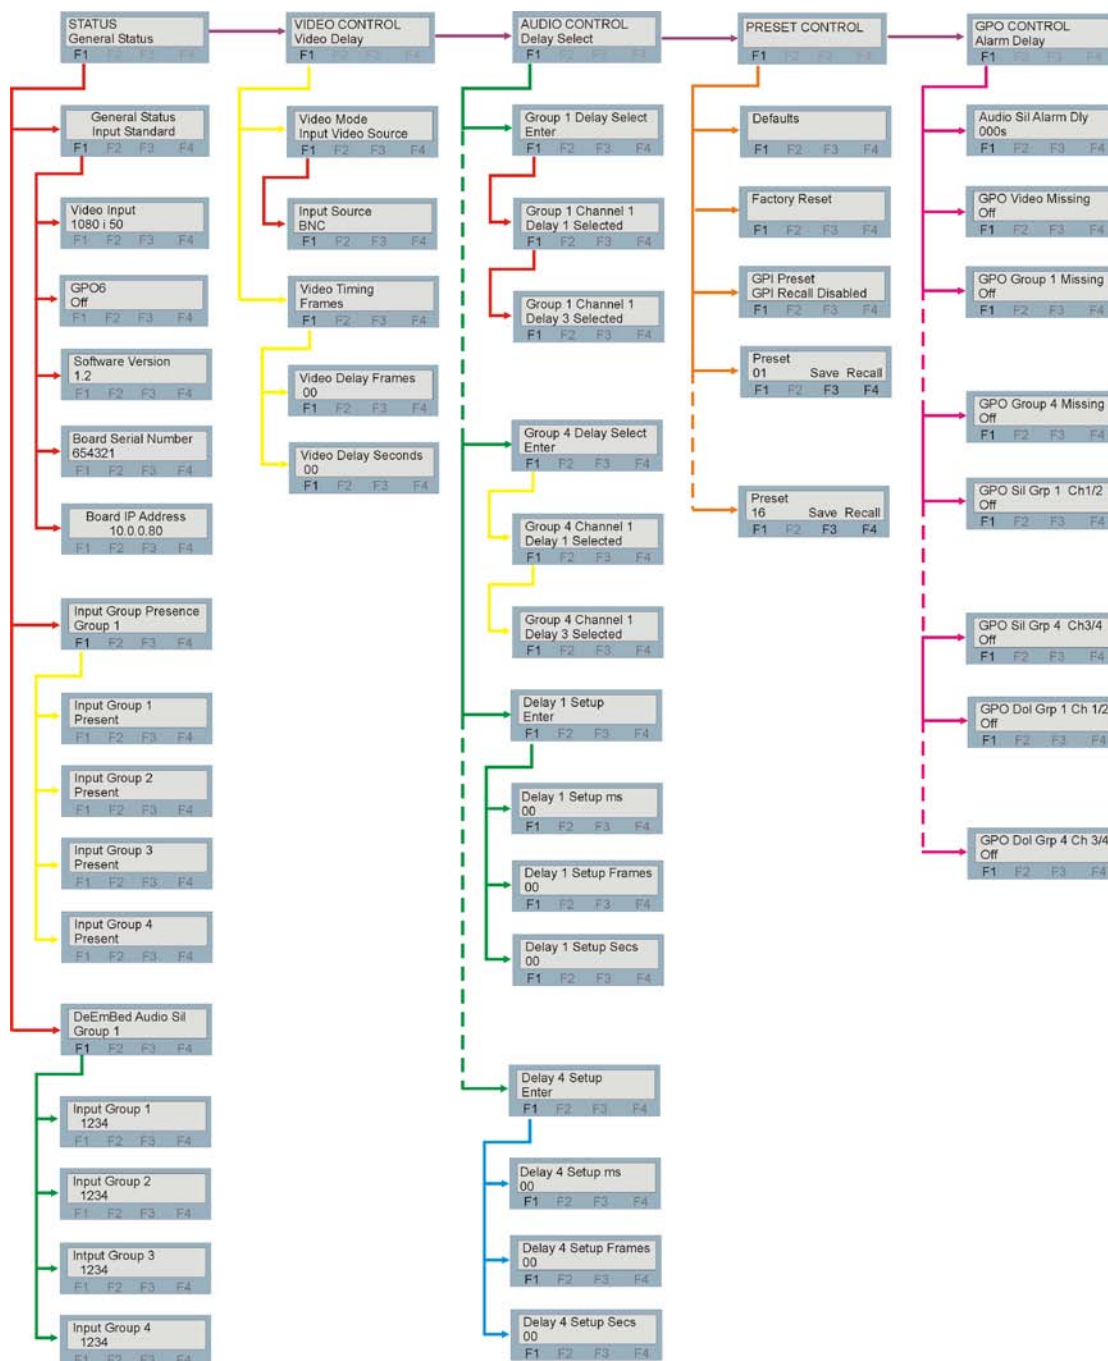 STATUS
General Status
F1 F2 F3 F4
General Status
Input Standard
F1 F2 F3 F4
Video Input
1080 i 50
F1 F2 F3 F4
GPO6
Off
F1 F2 F3 F4
Software Version
1.2
F1 F2 F3 F4
Board Serial Number
654321
F1 F2 F3 F4
Board IP Address
10.0.0.80
F1 F2 F3 F4
Input Group Presence
Group 1
F1 F2 F3 F4
Input Group 1
Present
F1 F2 F3 F4
Input Group 2
Present
F1 F2 F3 F4
Input Group 3
Present
F1 F2 F3 F4
Input Group 4
Present
F1 F2 F3 F4
DeEmBed Audio Sil
Group 1
F1 F2 F3 F4
Input Group 1
1234
F1 F2 F3 F4
Input Group 2
1234
F1 F2 F3 F4
Intput Group 3
1234
F1 F2 F3 F4
Input Group 4
1234
F1 F2 F3 F4
VIDEO CONTROL
Video Delay
F1 F2 F3 F4
Video Mode
Input Video Source
F1 F2 F3 F4
Input Source
BNC
F1 F2 F3 F4
Video Timing
Frames
F1 F2 F3 F4
Video Delay Frames
00
F1 F2 F3 F4
Video Delay Seconds
00
F1 F2 F3 F4
AUDIO CONTROL
Delay Select
F1 F2 F3 F4
Group 1 Delay Select
Enter
F1 F2 F3 F4
Group 1 Channel 1
Delay 1 Selected
F1 F2 F3 F4
Group 1 Channel 1
Delay 3 Selected
F1 F2 F3 F4
Group 4 Delay Select
Enter
F1 F2 F3 F4
Group 4 Channel 1
Delay 1 Selected
F1 F2 F3 F4
Group 4 Channel 1
Delay 3 Selected
F1 F2 F3 F4
Delay 1 Setup
Enter
F1 F2 F3 F4
Delay 1 Setup ms
00
F1 F2 F3 F4
Delay 1 Setup Frames
00
F1 F2 F3 F4
Delay 1 Setup Secs
00
F1 F2 F3 F4
Delay 4 Setup
Enter
F1 F2 F3 F4
Delay 4 Setup ms
00
F1 F2 F3 F4
Delay 4 Setup Frames
00
F1 F2 F3 F4
Delay 4 Setup Secs
00
F1 F2 F3 F4
PRESET CONTROL
F1 F2 F3 F4
Defaults
F1 F2 F3 F4
Factory Reset
F1 F2 F3 F4
GPI Preset
GPI Recall Disabled
F1 F2 F3 F4
Preset
01 Save Recall
F1 F2 F3 F4
Preset
16 Save Recall
F1 F2 F3 F4
GPO CONTROL
Alarm Delay
F1 F2 F3 F4
Audio Sil Alarm Dly
000s
F1 F2 F3 F4
GPO Video Missing
Off
F1 F2 F3 F4
GPO Group 1 Missing
Off
F1 F2 F3 F4
GPO Group 4 Missing
Off
F1 F2 F3 F4
GPO Sil Grp 1 Ch1/2
Off
F1 F2 F3 F4
GPO Sil Grp 4 Ch3/4
Off
F1 F2 F3 F4
GPO Dol Grp 1 Ch 1/2
Off
F1 F2 F3 F4
GPO Dol Grp 4 Ch 3/4
Off
F1 F2 F3 F4